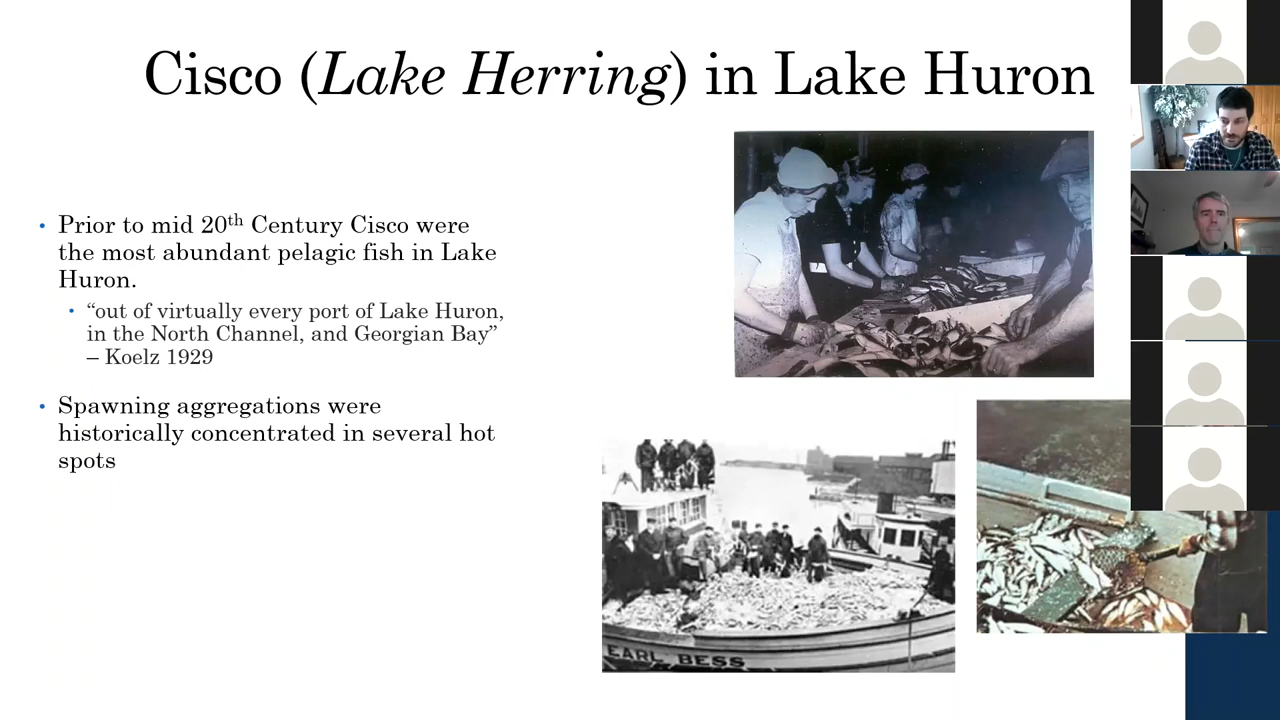 Cisco (Lake Herring) in Lake Huron
Prior to mid 20th Century Cisco were
the most abundant pelagic fish in Lake
Huron.
“out of virtually every port of Lake Huron,
in the North Channel, and Georgian Bay”
– Koelz 1929
Spawning aggregations were
historically concentrated in several hot
spots
EARL BESS